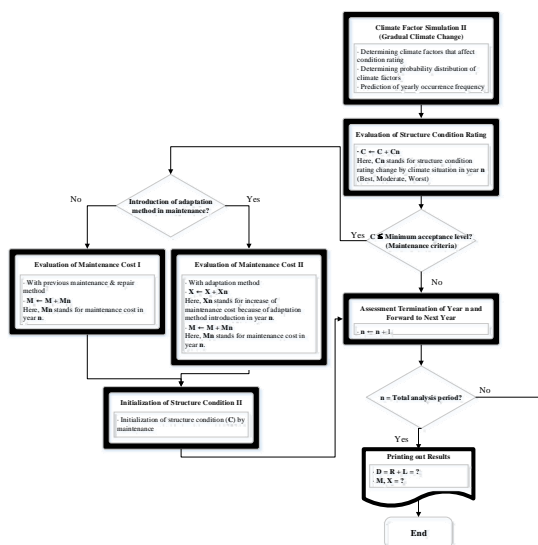 Climate Factor Simulation II
(Gradual Climate Change)
- Determining climate factors that affect
condition rating
- Determining probability distribution of
climate factors
- Prediction of yearly occurrence frequency
Evaluation of Structure Condition Rating
- C ← C + Cn
Here, Cn stands for structure condition
rating change by climate situation in year n
(Best, Moderate, Worst)
Introduction of adaptation
method in maintenance?
No
Yes
C ≦ Minimum acceptance level?
(Maintenance criteria)
Yes
No
Evaluation of Maintenance Cost I
- With previous maintenance & repair
method
- M ← M + Mn
Here, Mn stands for maintenance cost in
year n.
Evaluation of Maintenance Cost II
- With adaptation method
- X ← X + Xn
Here, Xn stands for increase of
maintenance cost because of adaptation
method introduction in year n.
- M ← M + Mn
Here, Mn stands for maintenance cost in
year n.
Assessment Termination of Year n and
Forward to Next Year
- n ← n + 1
Initialization of Structure Condition II
- Initialization of structure condition (C) by
maintenance
n = Total analysis period?
No
Yes
Printing out Results
- D = R + L = ?
- M, X = ?
End